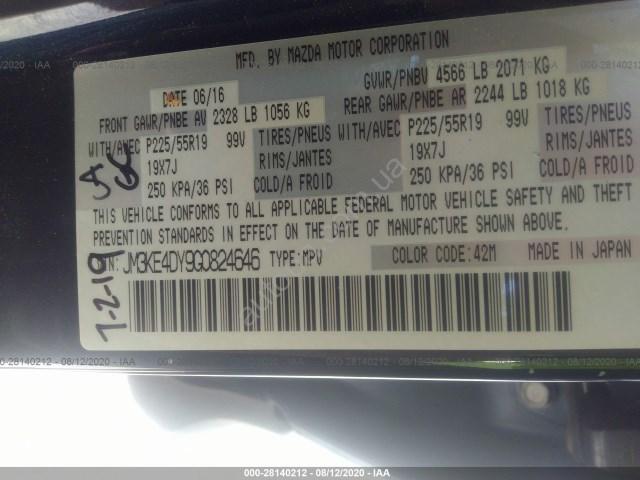 MFD. BY MAZDA MOTOR CORPORATION
DATE 06/16
GVWR/PNBV 4566 LB 2071 KG
FRONT GAWR/PNBE AV 2328 LB 1056 KG
REAR GAWR/PNBE AR 2244 LB 1018 KG
WITH/AVEC P225/55R19 99V TIRES/PNEUS
19X7J RIMS/JANTES
250 KPA/36 PSI COLD/A FROID
WITH/AVEC P225/55R19 99V TIRES/PNEUS
19X7J RIMS/JANTES
250 KPA/36 PSI COLD/A FROID
THIS VEHICLE CONFORMS TO ALL APPLICABLE FEDERAL MOTOR VEHICLE SAFETY AND THEFT
PREVENTION STANDARDS IN EFFECT ON THE DATE OF MANUFACTURE SHOWN ABOVE.
JM3KE4DY9G0824646 TYPE:MPV COLOR CODE:42M MADE IN JAPAN
7-2-19
000-28140212 - 08/12/2020 - IAA